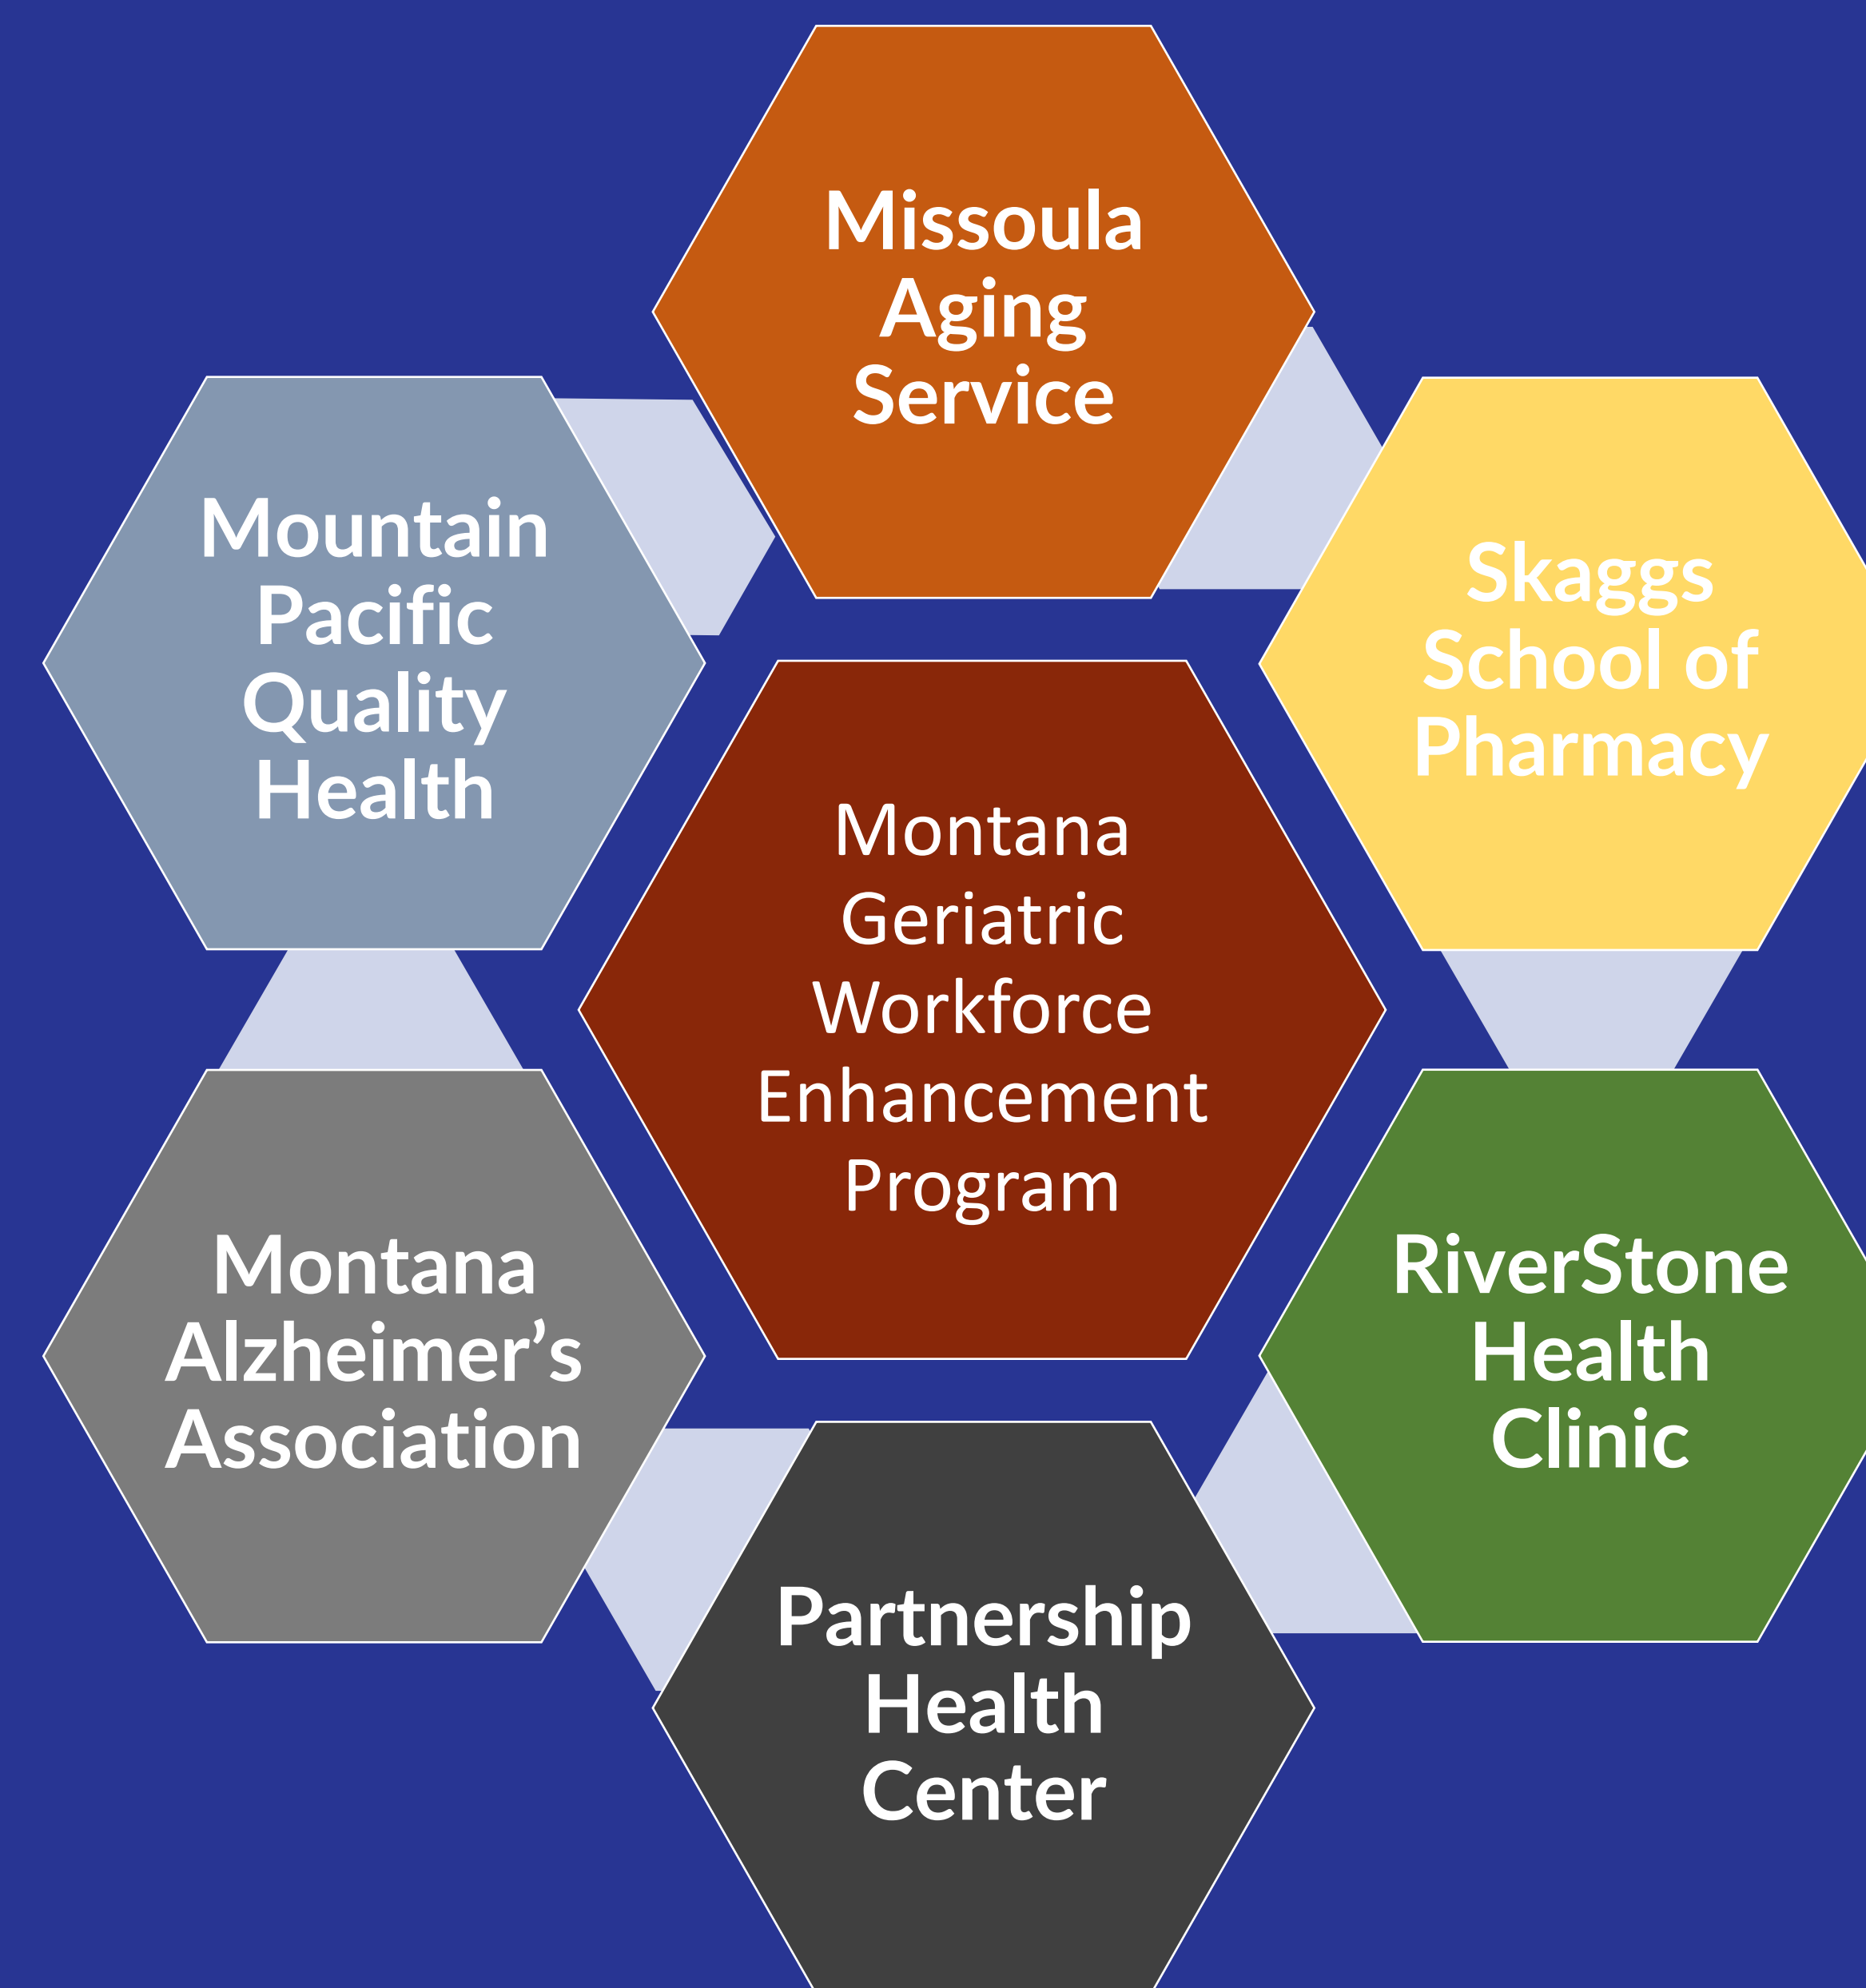 Missoula
Aging
Service
Mountain
Pacific
Quality
Health
Skaggs
School of
Pharmacy
Montana
Geriatric
Workforce
Enhancement
Program
Montana
Alzheimer’s
Association
RiverStone
Health
Clinic
Partnership
Health
Center